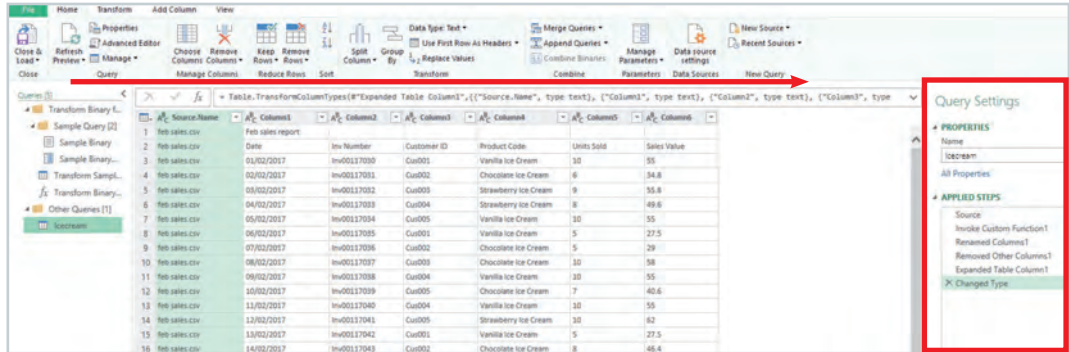 File Home Transform Add Column View
Close & Load
Refresh Preview
Properties
Advanced Editor
Manage
Choose Columns
Remove Columns
Keep Rows
Remove Rows
Split Column
Group By
Data Type: Text
Use First Row As Headers
Replace Values
Merge Queries
Append Queries
Combine Binaries
Manage Parameters
Data source settings
New Source
Recent Sources
Close Query Manage Columns Reduce Rows Sort Transform Combine Parameters Data Sources New Query
Queries [5]
= Table.TransformColumnTypes(#"Expanded Table Column1",{{"Source.Name", type text}, {"Column1", type text}, {"Column2", type text}, {"Column3", type
Transform Binary f...
Sample Query [2]
Sample Binary
Sample Binary...
Transform Sampl...
Transform Binary...
Other Queries [1]
Icecream
Source.Name Column1 Column2 Column3 Column4 Column5 Column6
1 feb sales.csv Feb sales report
2 feb sales.csv Date Inv Number Customer ID Product Code Units Sold Sales Value
3 feb sales.csv 01/02/2017 Inv00117030 Cus001 Vanilla Ice Cream 10 55
4 feb sales.csv 02/02/2017 Inv00117031 Cus002 Chocolate Ice Cream 6 34.8
5 feb sales.csv 03/02/2017 Inv00117032 Cus003 Strawberry Ice Cream 9 55.8
6 feb sales.csv 04/02/2017 Inv00117033 Cus004 Strawberry Ice Cream 8 49.6
7 feb sales.csv 05/02/2017 Inv00117034 Cus005 Vanilla Ice Cream 10 55
8 feb sales.csv 06/02/2017 Inv00117035 Cus001 Vanilla Ice Cream 5 27.5
9 feb sales.csv 07/02/2017 Inv00117036 Cus002 Chocolate Ice Cream 5 29
10 feb sales.csv 08/02/2017 Inv00117037 Cus003 Chocolate Ice Cream 10 58
11 feb sales.csv 09/02/2017 Inv00117038 Cus004 Vanilla Ice Cream 10 55
12 feb sales.csv 10/02/2017 Inv00117039 Cus005 Chocolate Ice Cream 7 40.6
13 feb sales.csv 11/02/2017 Inv00117040 Cus004 Vanilla Ice Cream 10 55
14 feb sales.csv 12/02/2017 Inv00117041 Cus005 Strawberry Ice Cream 10 62
15 feb sales.csv 13/02/2017 Inv00117042 Cus001 Vanilla Ice Cream 5 27.5
16 feb sales.csv 14/02/2017 Inv00117043 Cus002 Chocolate Ice Cream 8 46.4
Query Settings
PROPERTIES
Name
Icecream
All Properties
APPLIED STEPS
Source
Invoke Custom Function1
Renamed Columns1
Removed Other Columns1
Expanded Table Column1
Changed Type